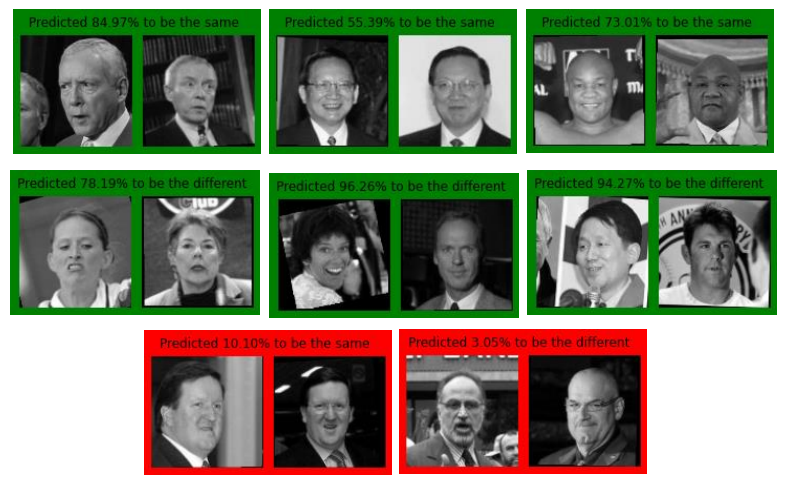 Predicted 84.97% to be the same
Predicted 55.39% to be the same
Predicted 73.01% to be the same
Predicted 78.19% to be the different
Predicted 96.26% to be the different
Predicted 94.27% to be the different
Predicted 10.10% to be the same
Predicted 3.05% to be the different